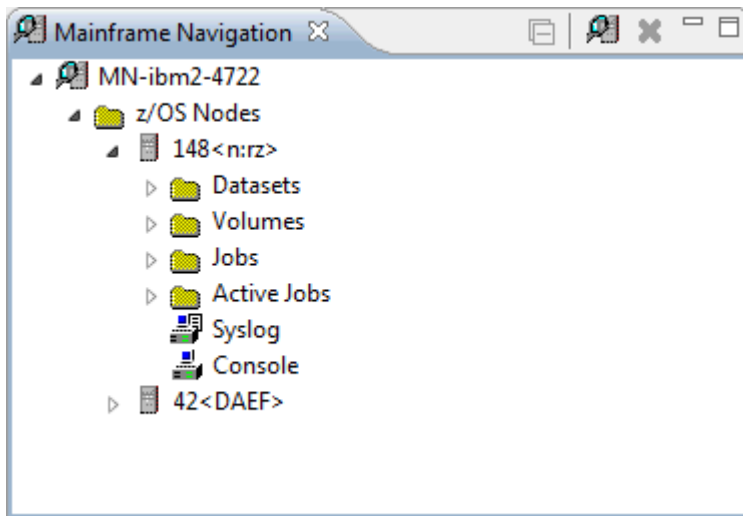 Mainframe Navigation
MN-ibm2-4722
z/OS Nodes
148<n:rz>
Datasets
Volumes
Jobs
Active Jobs
Syslog
Console
42<DAEF>